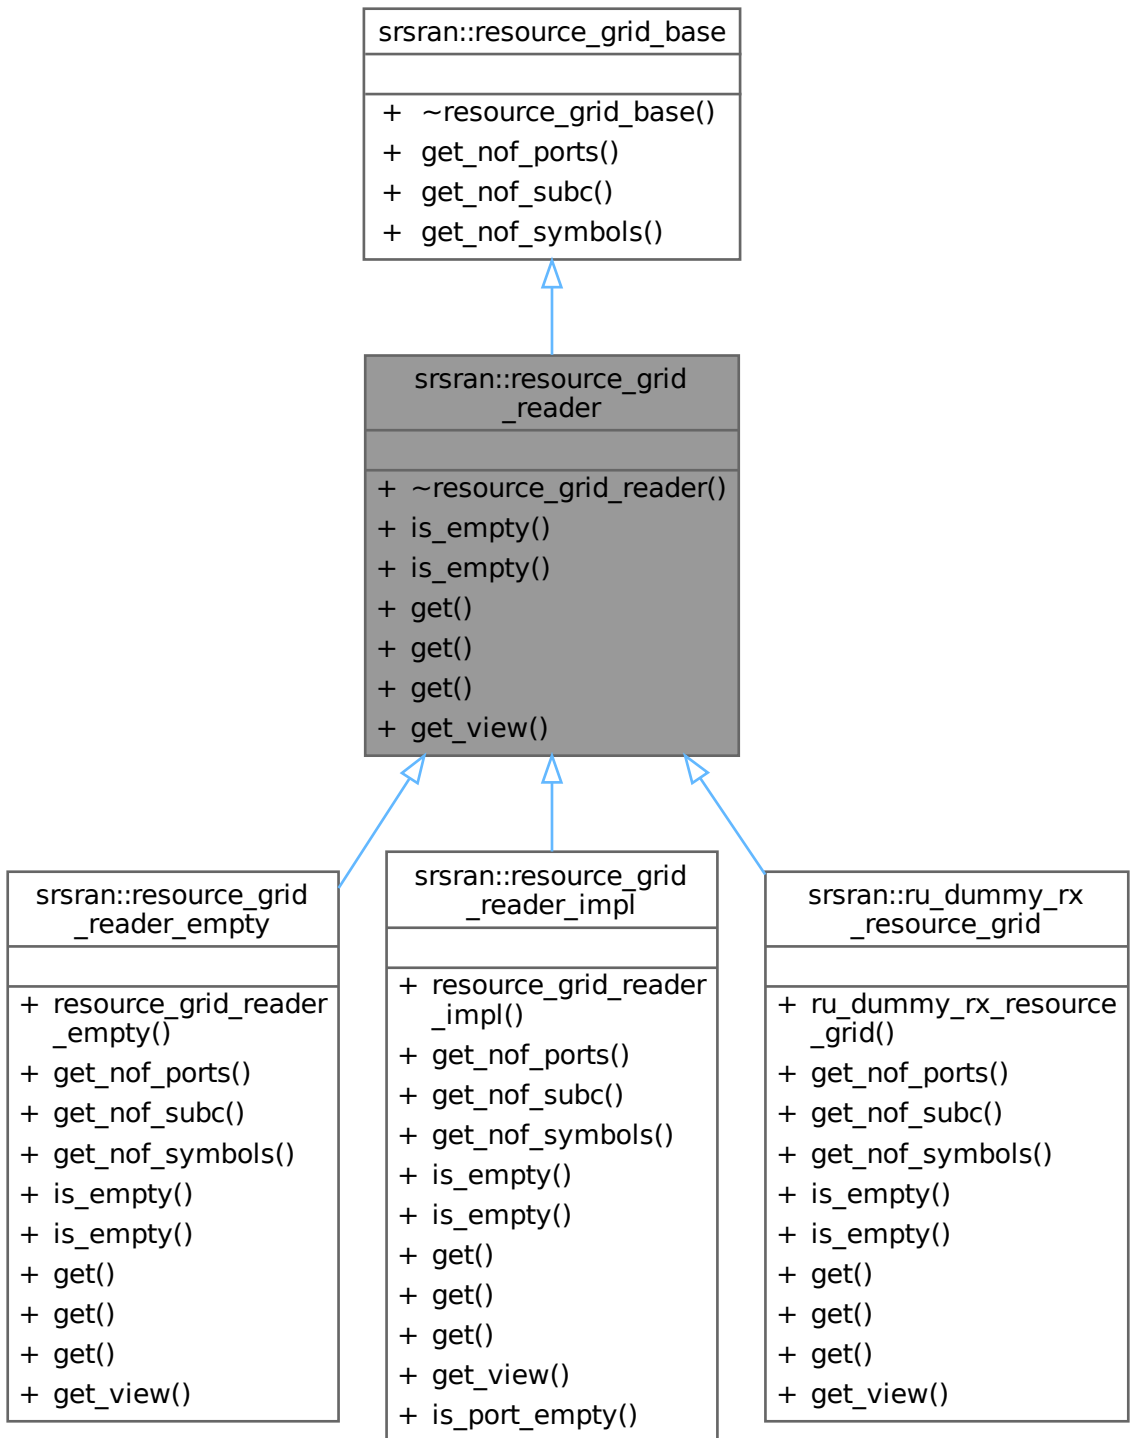 srsran::resource_grid_base
+ ~resource_grid_base()
+ get_nof_ports()
+ get_nof_subc()
+ get_nof_symbols()
srsran::resource_grid
_reader
+ ~resource_grid_reader()
+ is_empty()
+ is_empty()
+ get()
+ get()
+ get()
+ get_view()
srsran::resource_grid
_reader_empty
+ resource_grid_reader
_empty()
+ get_nof_ports()
+ get_nof_subc()
+ get_nof_symbols()
+ is_empty()
+ is_empty()
+ get()
+ get()
+ get()
+ get_view()
srsran::resource_grid
_reader_impl
+ resource_grid_reader
_impl()
+ get_nof_ports()
+ get_nof_subc()
+ get_nof_symbols()
+ is_empty()
+ is_empty()
+ get()
+ get()
+ get()
+ get_view()
+ is_port_empty()
srsran::ru_dummy_rx
_resource_grid
+ ru_dummy_rx_resource
_grid()
+ get_nof_ports()
+ get_nof_subc()
+ get_nof_symbols()
+ is_empty()
+ is_empty()
+ get()
+ get()
+ get()
+ get_view()